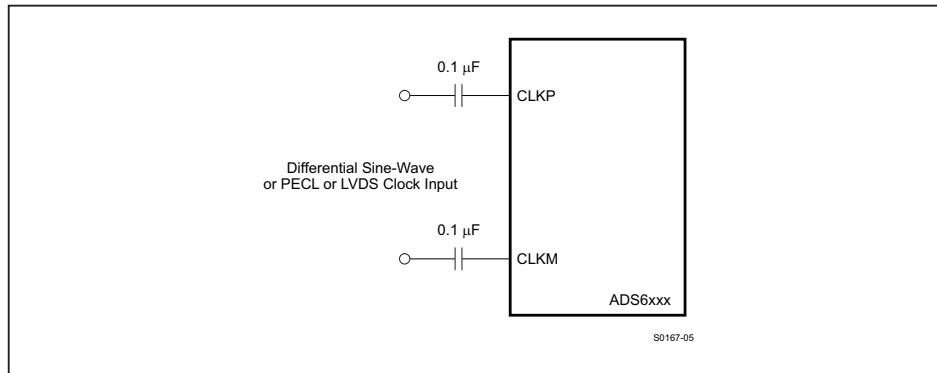 0.1 μF
CLKP
Differential Sine-Wave
or PECL or LVDS Clock Input
0.1 μF
CLKM
ADS6xxx
S0167-05